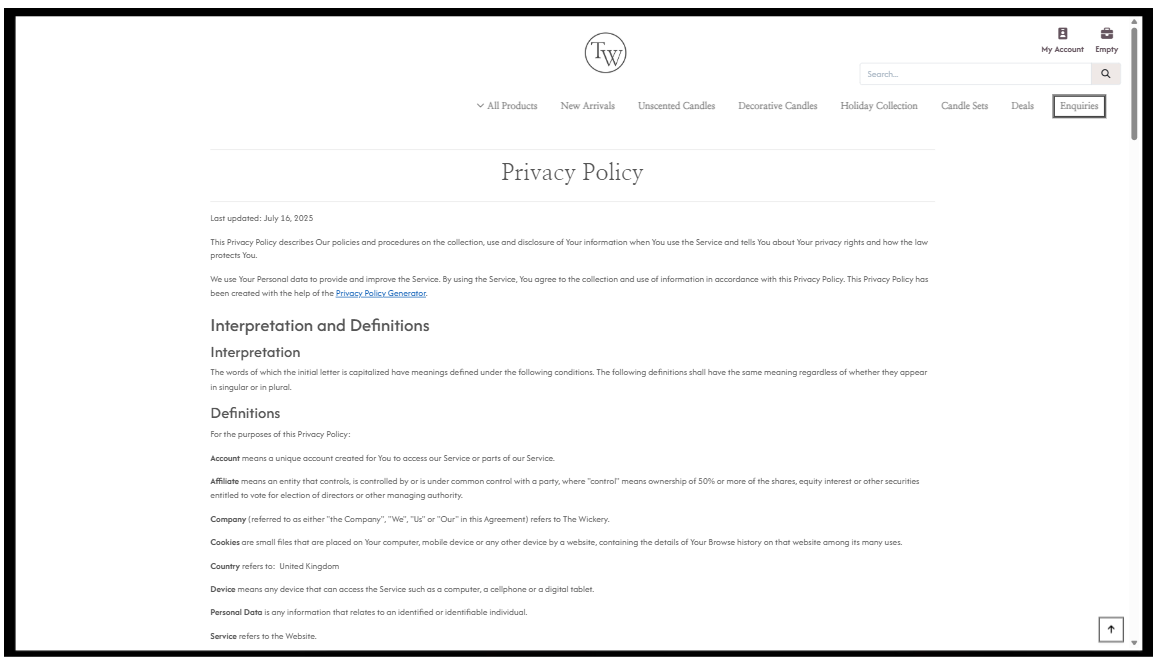 TW
My Account Empty
Search...
All Products New Arrivals Unscented Candles Decorative Candles Holiday Collection Candle Sets Deals Enquiries
Privacy Policy
Last updated: July 16, 2025
This Privacy Policy describes Our policies and procedures on the collection, use and disclosure of Your information when You use the Service and tells You about Your privacy rights and how the law
protects You.
We use Your Personal data to provide and improve the Service. By using the Service, You agree to the collection and use of information in accordance with this Privacy Policy. This Privacy Policy has
been created with the help of the Privacy Policy Generator.
Interpretation and Definitions
Interpretation
The words of which the initial letter is capitalized have meanings defined under the following conditions. The following definitions shall have the same meaning regardless of whether they appear
in singular or in plural.
Definitions
For the purposes of this Privacy Policy:
Account means a unique account created for You to access our Service or parts of our Service.
Affiliate means an entity that controls, is controlled by or is under common control with a party, where "control" means ownership of 50% or more of the shares, equity interest or other securities
entitled to vote for election of directors or other managing authority.
Company (referred to as either "the Company", "We", "Us" or "Our" in this Agreement) refers to The Wickery.
Cookies are small files that are placed on Your computer, mobile device or any other device by a website, containing the details of Your Browse history on that website among its many uses.
Country refers to: United Kingdom
Device means any device that can access the Service such as a computer, a cellphone or a digital tablet.
Personal Data is any information that relates to an identified or identifiable individual.
Service refers to the Website.